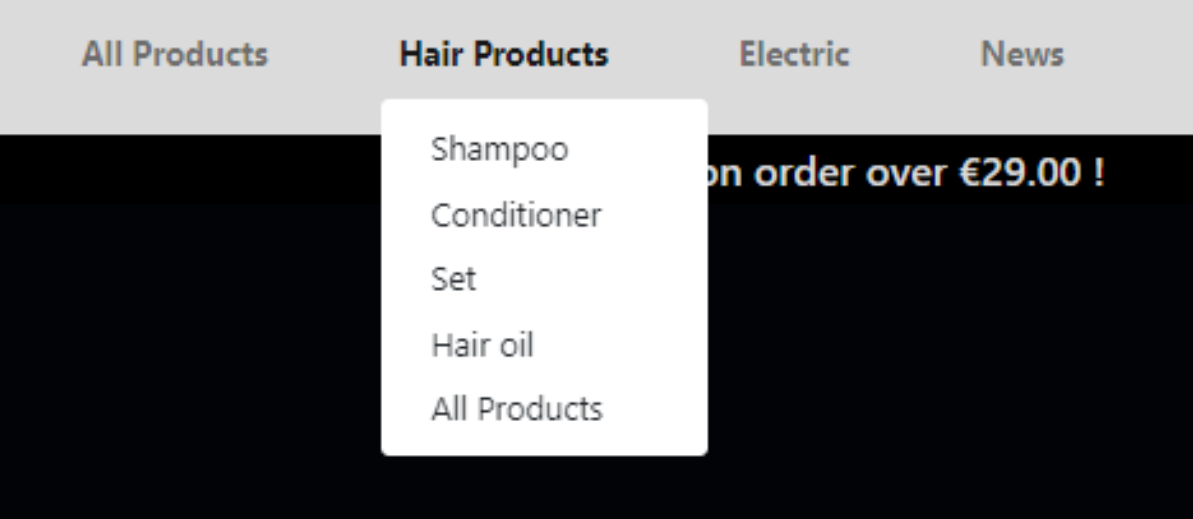 All Products Hair Products Electric News
Shampoo
on order over €29.00 !
Conditioner
Set
Hair oil
All Products